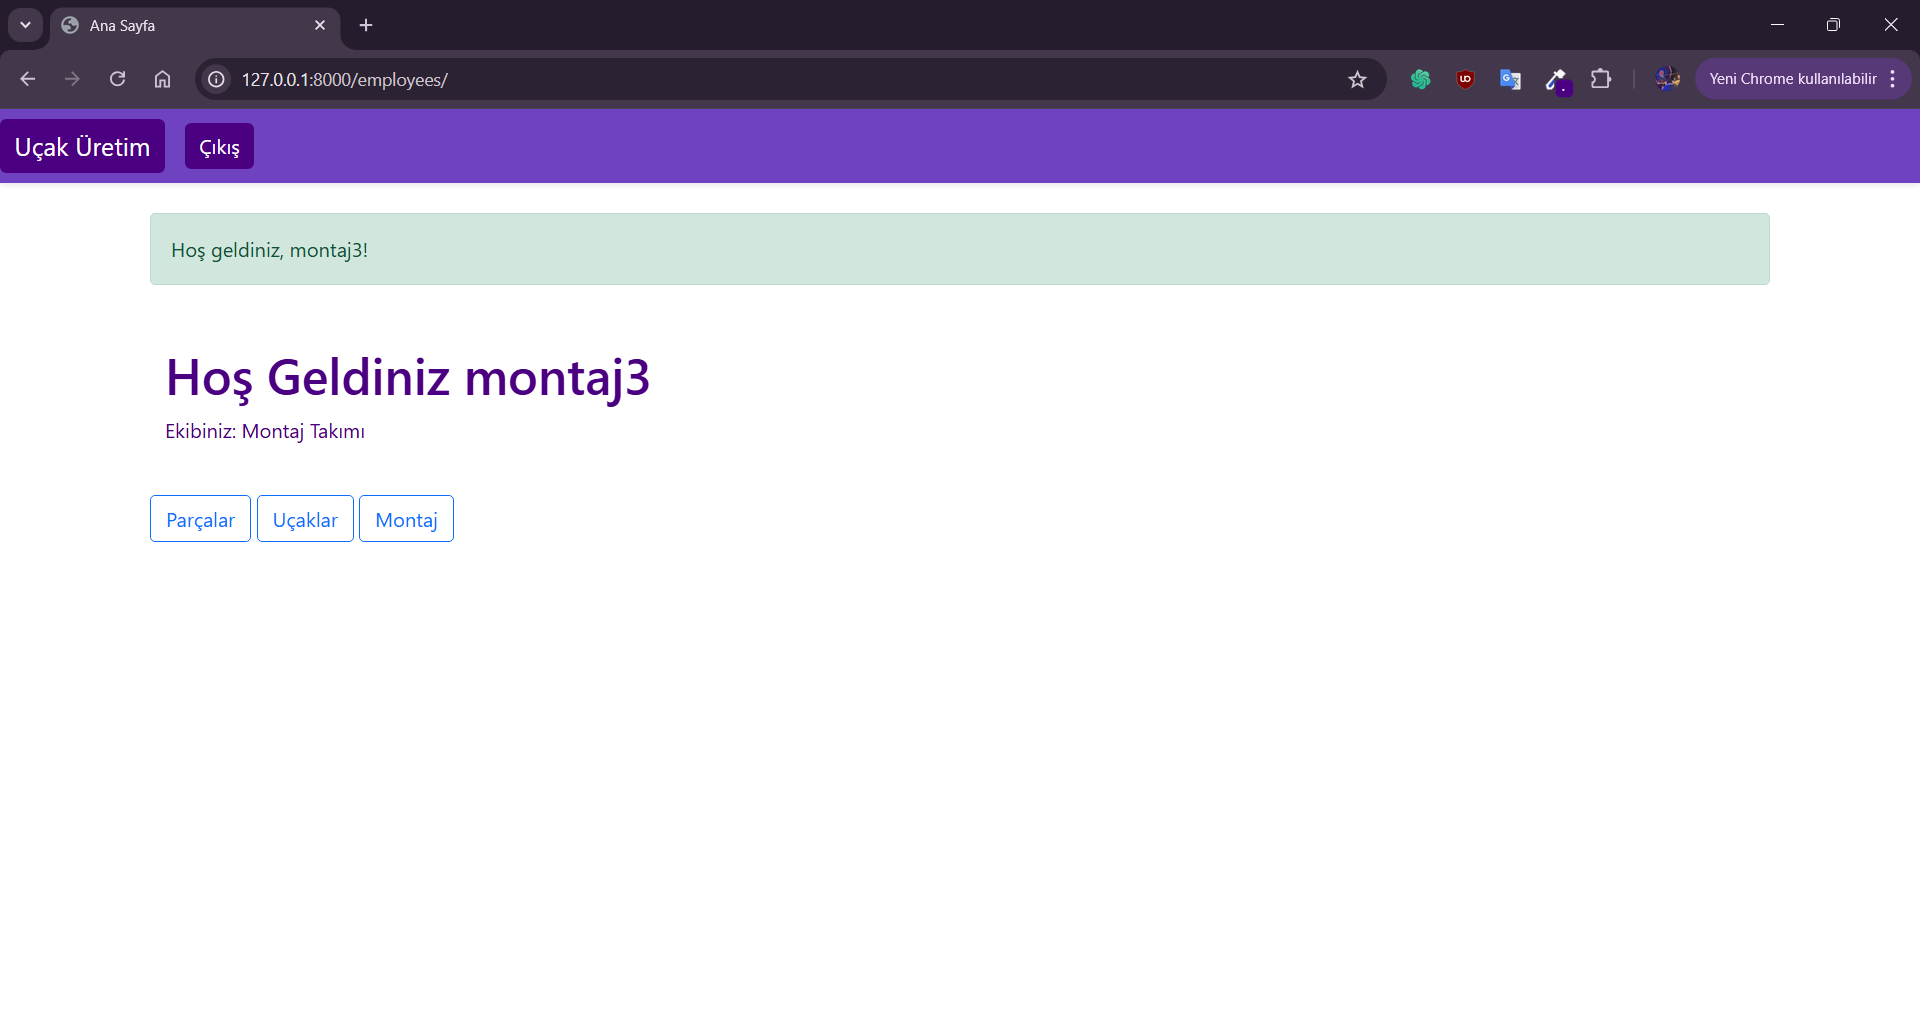 Ana Sayfa
127.0.0.1:8000/employees/
Yeni Chrome kullanılabilir
Uçak Üretim
Çıkış
Hoş geldiniz, montaj3!
Hoş Geldiniz montaj3
Ekibiniz: Montaj Takımı
Parçalar Uçaklar Montaj